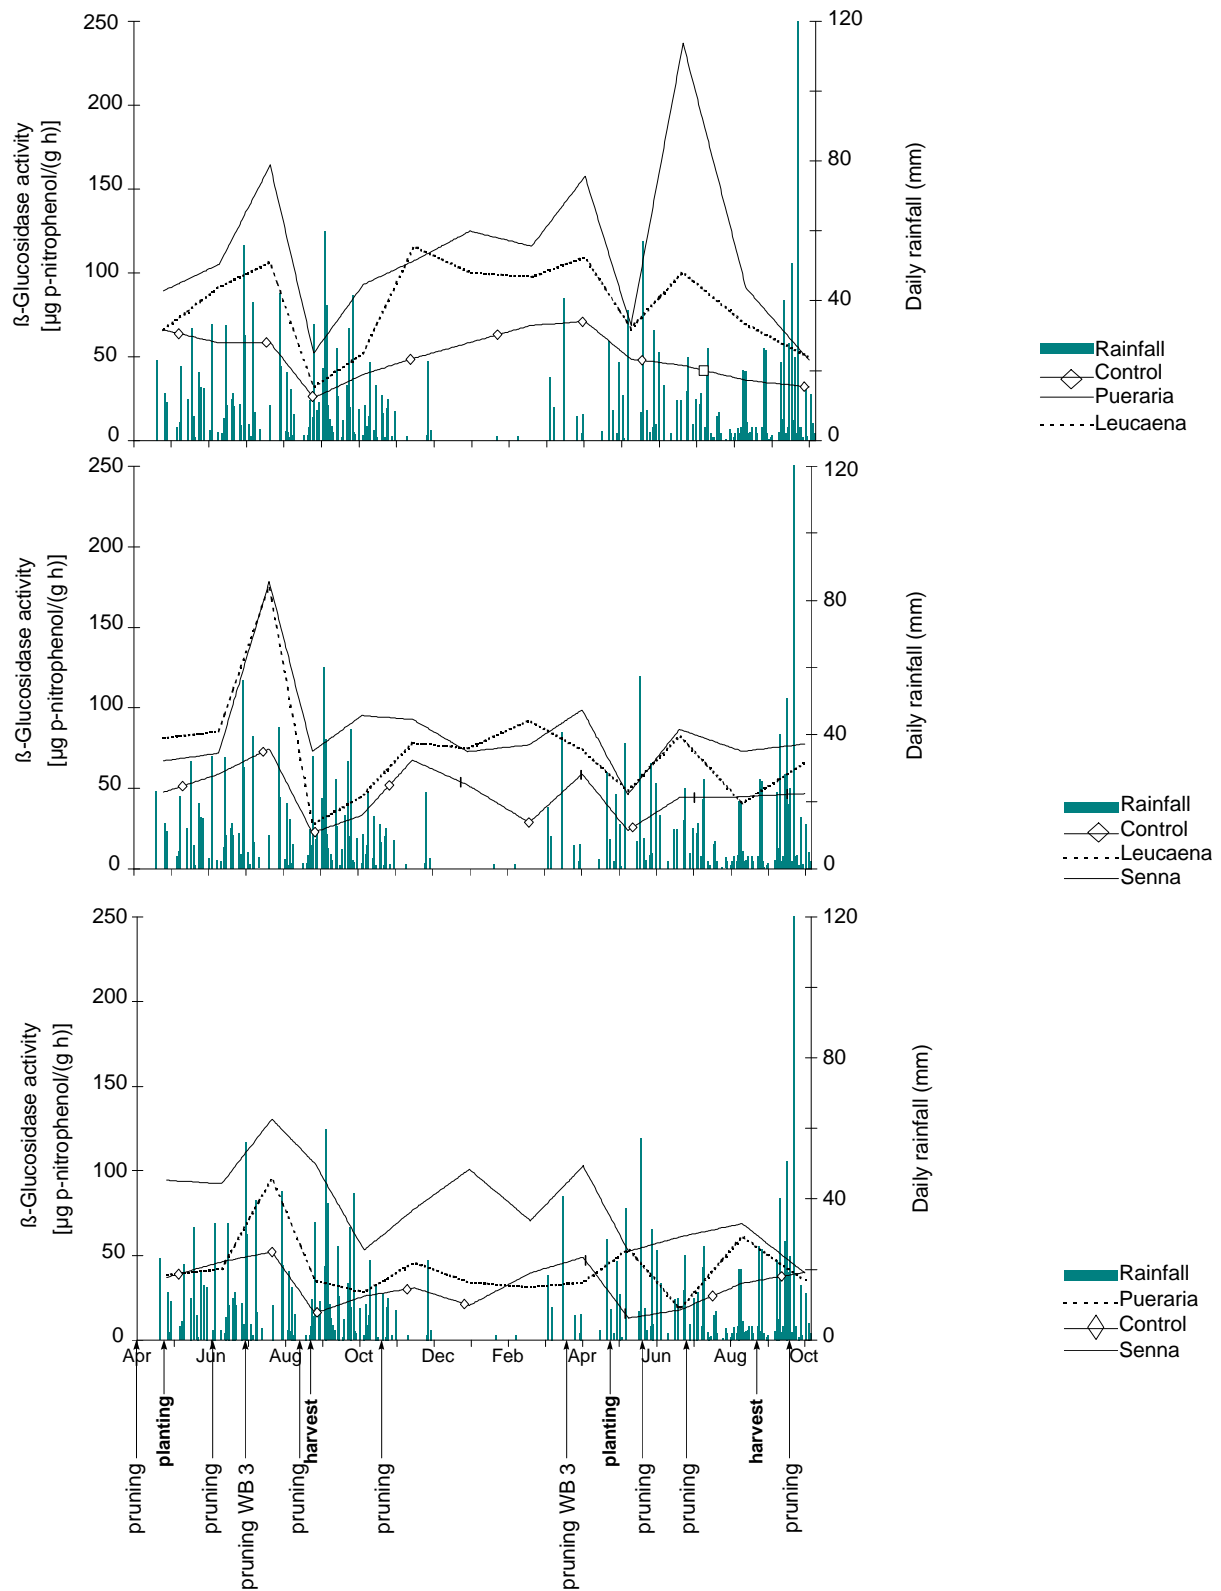 250
200
150
100
50
0
120
80
40
0
ß-Glucosidase activity
[µg p-nitrophenol/(g h)]
Daily rainfall (mm)
Rainfall
Control
Pueraria
Leucaena
250
200
150
100
50
0
120
80
40
0
ß-Glucosidase activity
[µg p-nitrophenol/(g h)]
Daily rainfall (mm)
Rainfall
Control
Leucaena
Senna
250
200
150
100
50
0
120
80
40
0
ß-Glucosidase activity
[µg p-nitrophenol/(g h)]
Daily rainfall (mm)
Rainfall
Pueraria
Control
Senna
Apr Jun Aug Oct Dec Feb Apr Jun Aug Oct
pruning
planting
pruning
pruning WB 3
pruning
harvest
pruning
pruning WB 3
planting
pruning
pruning
harvest
pruning